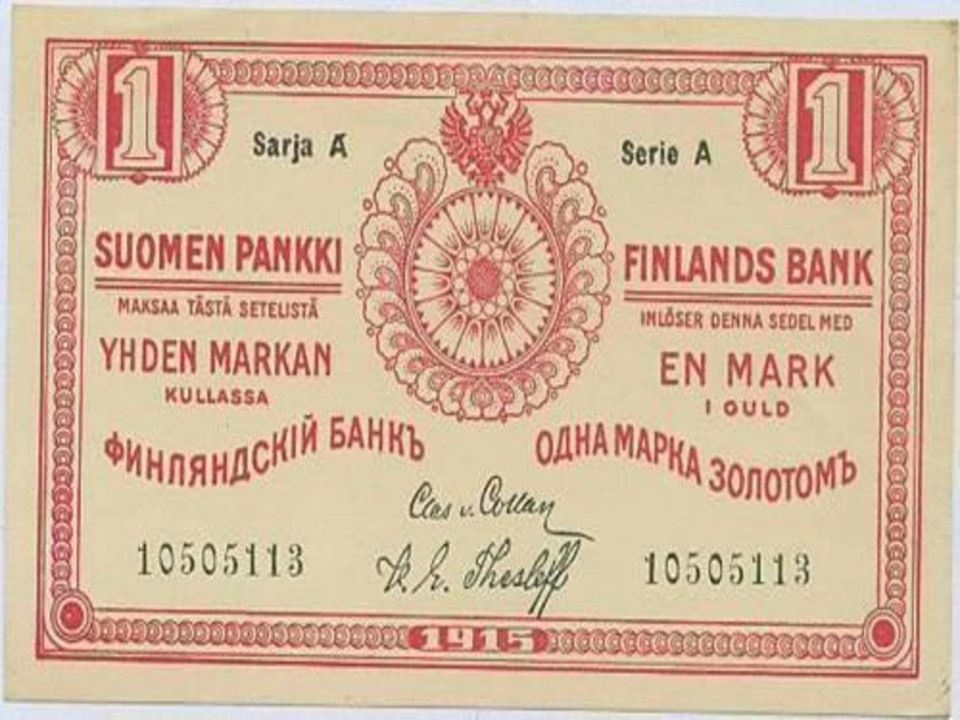 1 1
Sarja A Serie A
SUOMEN PANKKI
MAKSAA TÄSTÄ SETELISTÄ
YHDEN MARKAN
KULLASSA
FINLANDS BANK
INLÖSER DENNA SEDEL MED
EN MARK
I GULD
ФИНЛЯНДСКІЙ БАНКЪ
ОДНА МАРКА ЗОЛОТОМЪ
Clas v. Collan
10505113 10505113
V. E. Thesleff
1915